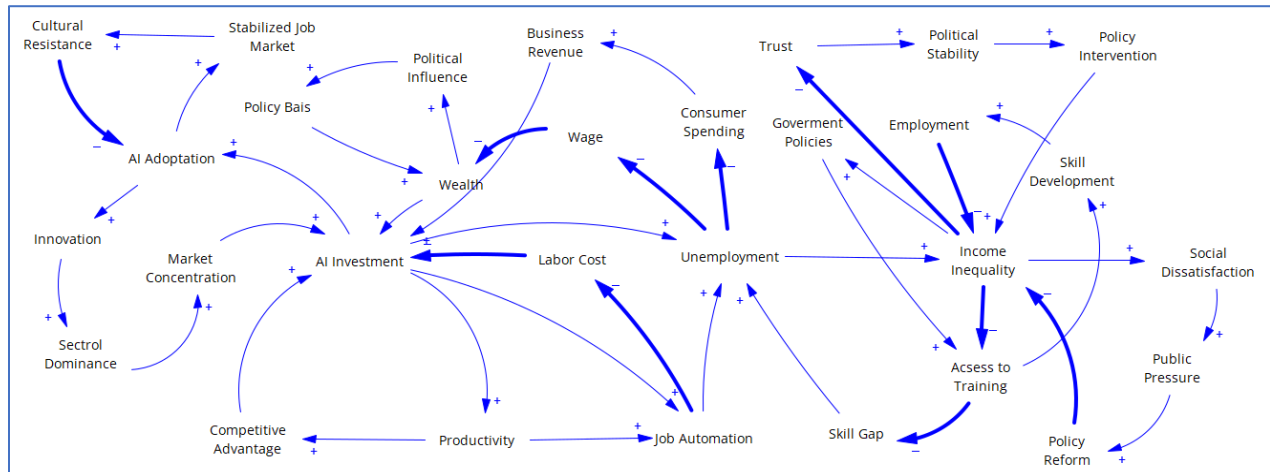 Cultural
Resistance
Stabilized Job
Market
Political
Influence
Business
Revenue
Trust
Political
Stability
Policy
Intervention
Policy Bais
Wage
Consumer
Spending
Goverment
Policies
Employment
AI Adoptation
Wealth
Skill
Development
Innovation
Market
Concentration
AI Investment
Labor Cost
Unemployment
Income
Inequality
Social
Dissatisfaction
Sectrol
Dominance
Acsess to
Training
Public
Pressure
Competitive
Advantage
Productivity
Job Automation
Skill Gap
Policy
Reform